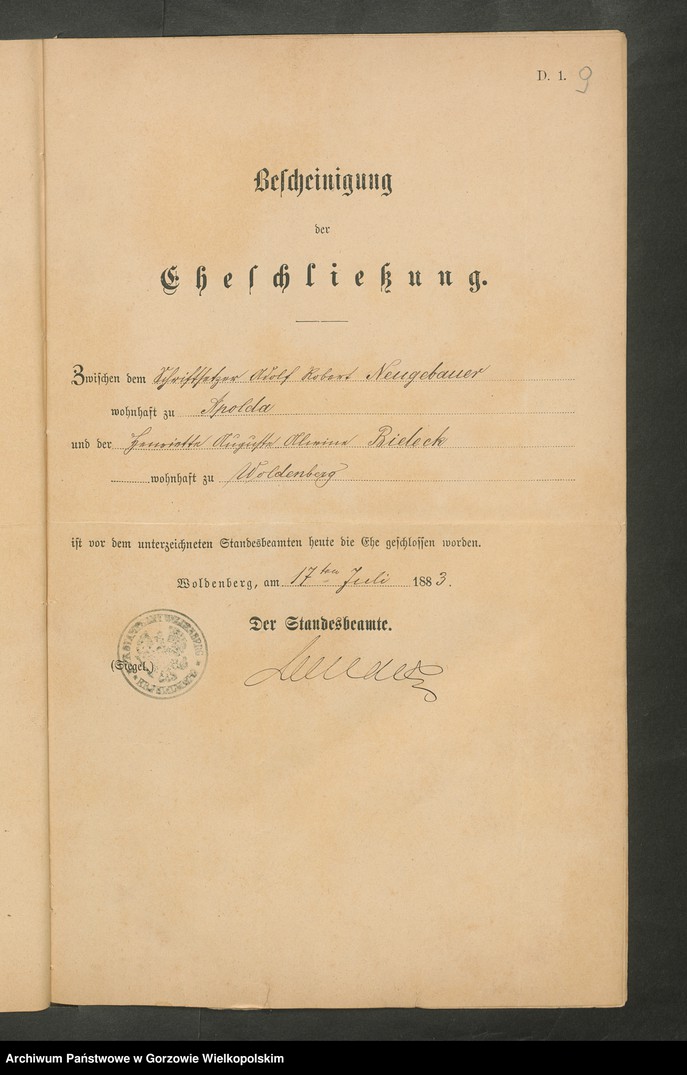 D. 1. 9
Bescheinigung
der
Eheschließung.
Zwischen dem Schriftsetzer Adolf Robert Neugebauer
wohnhaft zu Apolda
und der Henriette Auguste Alwine Bieleck
wohnhaft zu Woldenberg
ist vor dem unterzeichneten Standesbeamten heute die Ehe geschlossen worden.
Woldenberg, am 17ten Juli 1883.
Der Standesbeamte.
(Siegel.)
Archiwum Państwowe w Gorzowie Wielkopolskim